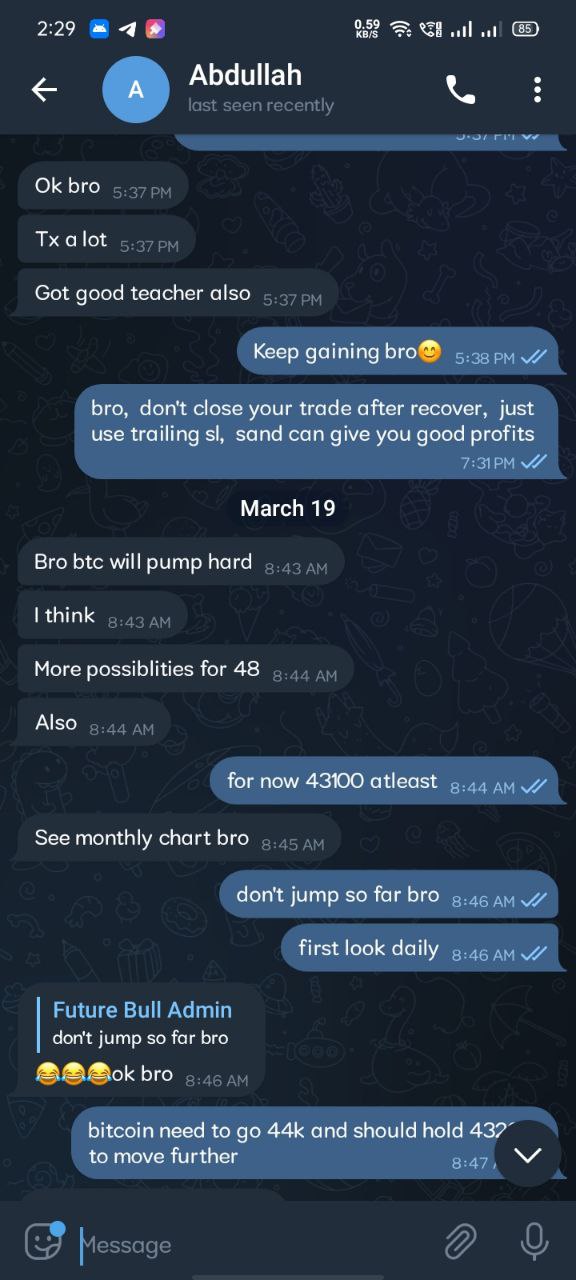 2:29
0.59 KB/S
85
A
Abdullah
last seen recently
5:37 PM
Ok bro 5:37 PM
Tx a lot 5:37 PM
Got good teacher also 5:37 PM
Keep gaining bro😊 5:38 PM
bro, don't close your trade after recover, just
use trailing sl, sand can give you good profits
7:31 PM
March 19
Bro btc will pump hard 8:43 AM
I think 8:43 AM
More possiblities for 48 8:44 AM
Also 8:44 AM
for now 43100 atleast 8:44 AM
See monthly chart bro 8:45 AM
don't jump so far bro 8:46 AM
first look daily 8:46 AM
Future Bull Admin
don't jump so far bro
😂😂😂ok bro 8:46 AM
bitcoin need to go 44k and should hold
to move further 8:47
Message